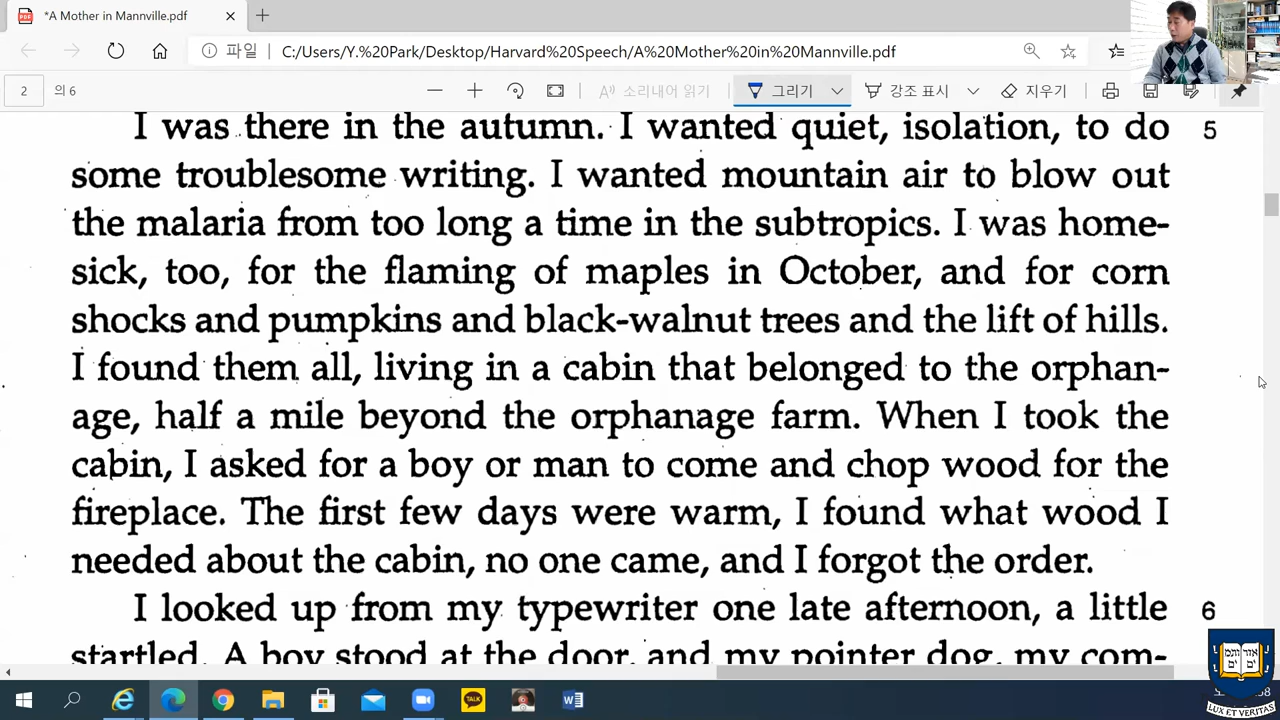 *A Mother in Mannville.pdf
파일 C:/Users/Y.%20Park/Desktop/Harvard%20Speech/A%20Mother%20in%20Mannville.pdf
2 의 6 소리내어 읽기 그리기 강조 표시 지우기
I was there in the autumn. I wanted quiet, isolation, to do 5
some troublesome writing. I wanted mountain air to blow out
the malaria from too long a time in the subtropics. I was home-
sick, too, for the flaming of maples in October, and for corn
shocks and pumpkins and black-walnut trees and the lift of hills.
I found them all, living in a cabin that belonged to the orphan-
age, half a mile beyond the orphanage farm. When I took the
cabin, I asked for a boy or man to come and chop wood for the
fireplace. The first few days were warm, I found what wood I
needed about the cabin, no one came, and I forgot the order.
I looked up from my typewriter one late afternoon, a little 6
startled. A boy stood at the door, and my pointer dog, my com-
TALK
LUX ET VERITAS